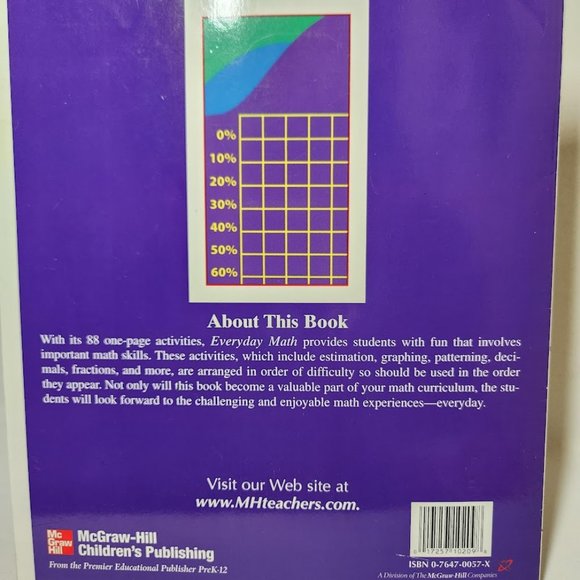 0%
10%
20%
30%
40%
50%
60%
About This Book
With its 88 one-page activities, Everyday Math provides students with fun that involves
important math skills. These activities, which include estimation, graphing, patterning, deci-
mals, fractions, and more, are arranged in order of difficulty so should be used in the order
they appear. Not only will this book become a valuable part of your math curriculum, the stu-
dents will look forward to the challenging and enjoyable math experiences—everyday.
Visit our Web site at
www.MHteachers.com.
Mc
Graw
Hill
McGraw-Hill
Children's Publishing
From the Premier Educational Publisher PreK-12
0 17257 10209 8
ISBN 0-7647-0057-X
A Division of The McGraw-Hill Companies